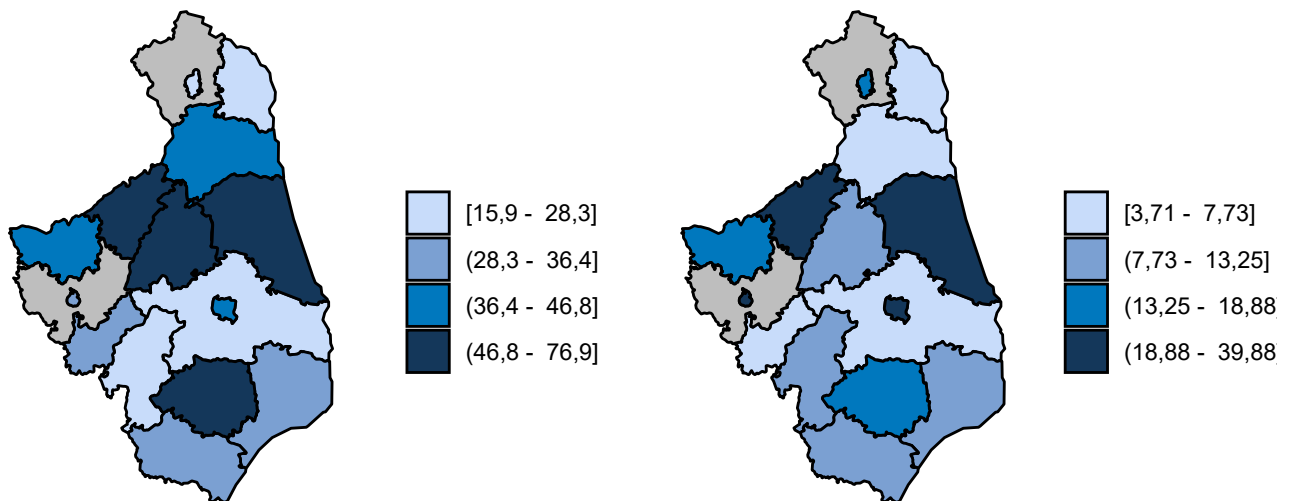 [15,9 - 28,3]
(28,3 - 36,4]
(36,4 - 46,8]
(46,8 - 76,9]
[3,71 - 7,73]
(7,73 - 13,25]
(13,25 - 18,88]
(18,88 - 39,88]